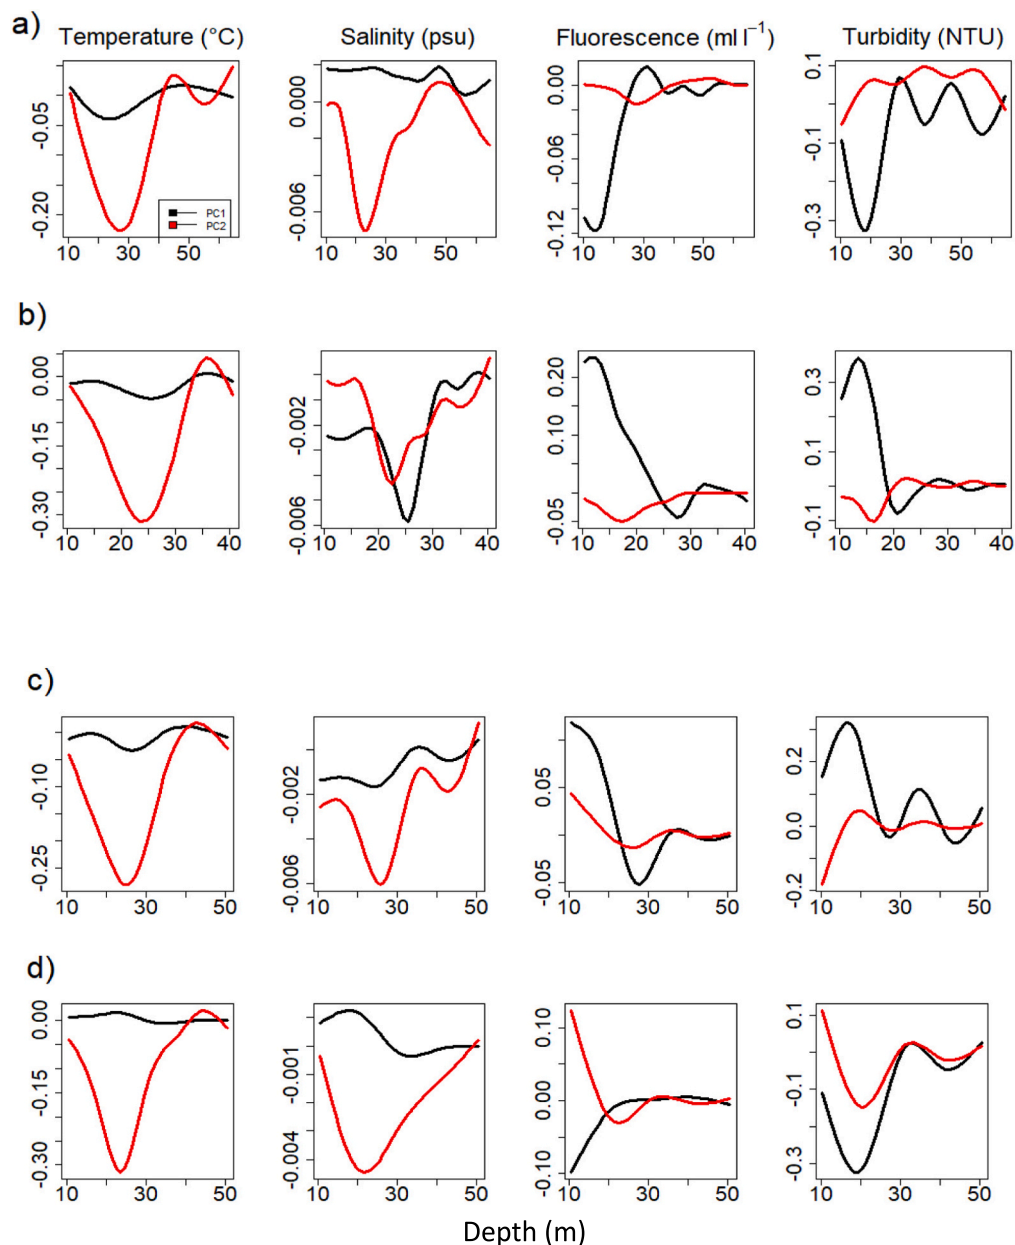 a)
Temperature (°C)
Salinity (psu)
Fluorescence (ml l⁻¹)
Turbidity (NTU)
-0.05
-0.20
PC1
PC2
10 30 50
0.000
-0.006
10 30 50
0.00
-0.06
-0.12
10 30 50
0.1
-0.1
-0.3
10 30 50
b)
0.00
-0.15
-0.30
10 20 30 40
-0.002
-0.006
10 20 30 40
0.20
0.10
-0.05
10 20 30 40
0.3
0.1
-0.1
10 20 30 40
c)
-0.10
-0.25
10 30 50
-0.002
-0.006
10 30 50
0.05
-0.05
10 30 50
0.2
0.0
-0.2
10 30 50
d)
0.00
-0.15
-0.30
10 30 50
-0.001
-0.004
10 30 50
0.10
0.00
-0.10
10 30 50
0.1
-0.1
-0.3
10 30 50
Depth (m)